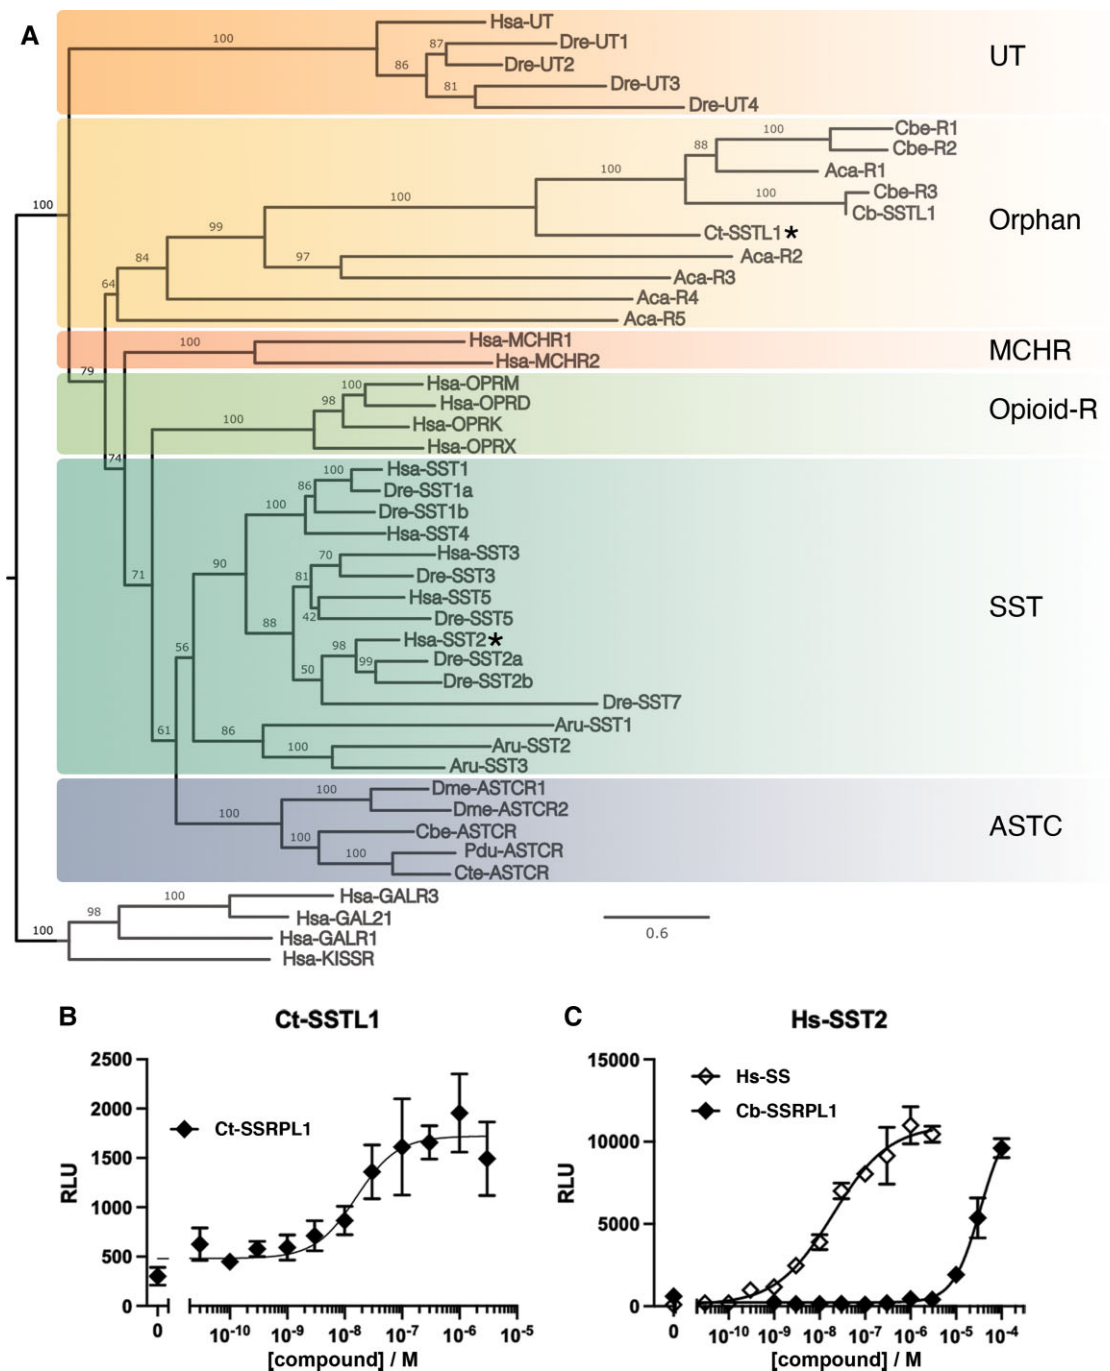 A
100
Hsa-UT
87
Dre-UT1
86
Dre-UT2
UT
81
Dre-UT3
Dre-UT4
100
Cbe-R1
88
Cbe-R2
100
Aca-R1
100
100
Cbe-R3
Cb-SSTL1
100
Orphan
99
Ct-SSTL1*
97
Aca-R2
84
Aca-R3
64
Aca-R4
Aca-R5
100
Hsa-MCHR1
MCHR
79
Hsa-MCHR2
100
Hsa-OPRM
98
Hsa-OPRD
Opioid-R
100
Hsa-OPRK
Hsa-OPRX
74
100
Hsa-SST1
86
Dre-SST1a
100
Dre-SST1b
Hsa-SST4
70
Hsa-SST3
90
81
Dre-SST3
71
Hsa-SST5
SST
42
Dre-SST5
88
98
Hsa-SST2*
56
99
Dre-SST2a
50
Dre-SST2b
Dre-SST7
61
86
Aru-SST1
100
Aru-SST2
Aru-SST3
100
Dme-ASTCR1
100
Dme-ASTCR2
100
Cbe-ASTCR
ASTC
100
Pdu-ASTCR
Cte-ASTCR
100
Hsa-GALR3
98
Hsa-GAL21
100
Hsa-GALR1
Hsa-KISSR
0.6
B
Ct-SSTL1
2500
2000
1500
1000
500
0
RLU
Ct-SSRPL1
0 10-10 10-9 10-8 10-7 10-6 10-5
[compound] / M
C
Hs-SST2
15000
10000
5000
0
RLU
Hs-SS
Cb-SSRPL1
0 10-10 10-9 10-8 10-7 10-6 10-5 10-4
[compound] / M